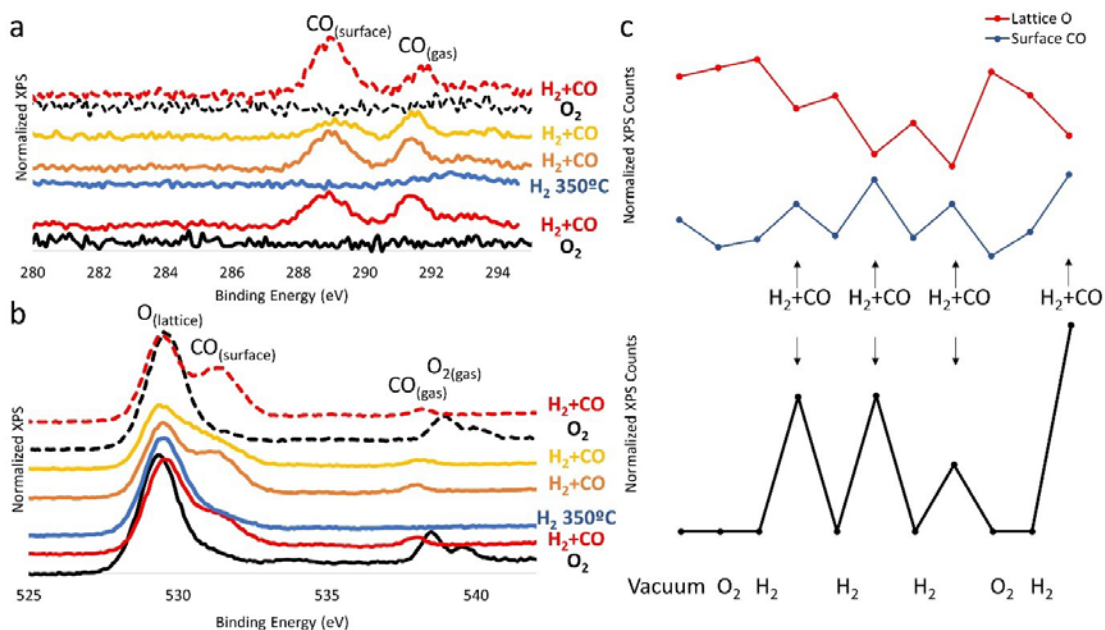 a
Normalized XPS
CO(surface)
CO(gas)
H₂+CO
O₂
H₂+CO
H₂+CO
H₂ 350ºC
H₂+CO
O₂
280 282 284 286 288 290 292 294
Binding Energy (eV)
b
Normalized XPS
O(lattice)
CO(surface)
CO(gas)
O₂(gas)
H₂+CO
O₂
H₂+CO
H₂+CO
H₂ 350ºC
H₂+CO
O₂
525 530 535 540
Binding Energy (eV)
c
Lattice O
Surface CO
Normalized XPS Counts
H₂+CO H₂+CO H₂+CO H₂+CO
Normalized XPS Counts
Vacuum O₂ H₂ H₂ H₂ O₂ H₂